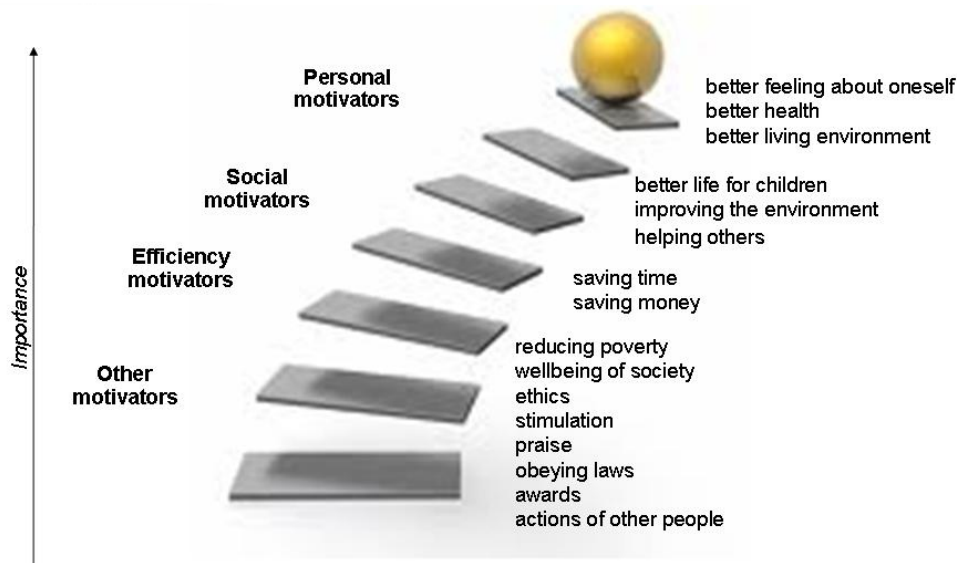 Personal
motivators
better feeling about oneself
better health
better living environment
Social
motivators
better life for children
improving the environment
helping others
Efficiency
motivators
saving time
saving money
Importance
Other
motivators
reducing poverty
wellbeing of society
ethics
stimulation
praise
obeying laws
awards
actions of other people